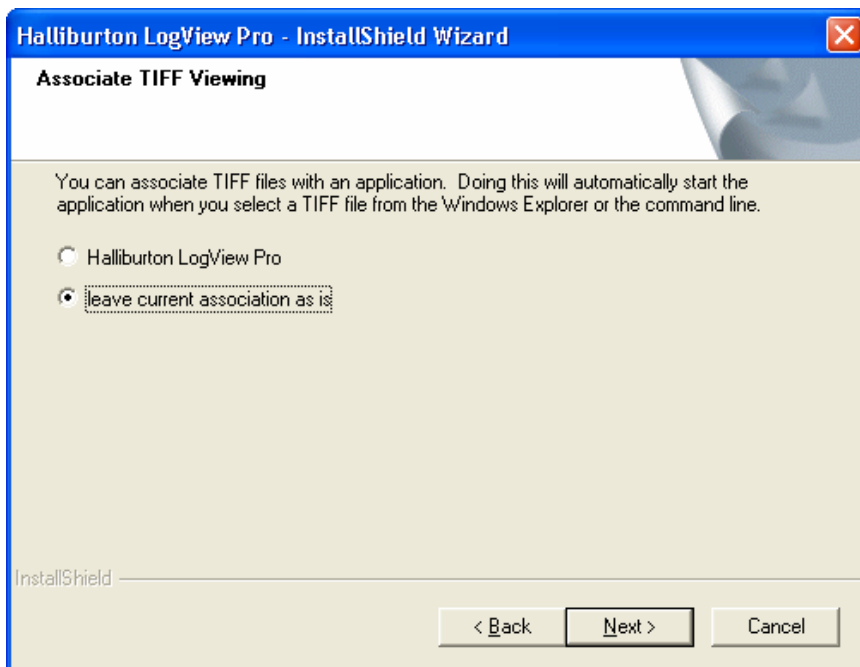 Halliburton LogView Pro - InstallShield Wizard
Associate TIFF Viewing
You can associate TIFF files with an application.  Doing this will automatically start the
application when you select a TIFF file from the Windows Explorer or the command line.
Halliburton LogView Pro
leave current association as is
InstallShield
< Back
Next >
Cancel